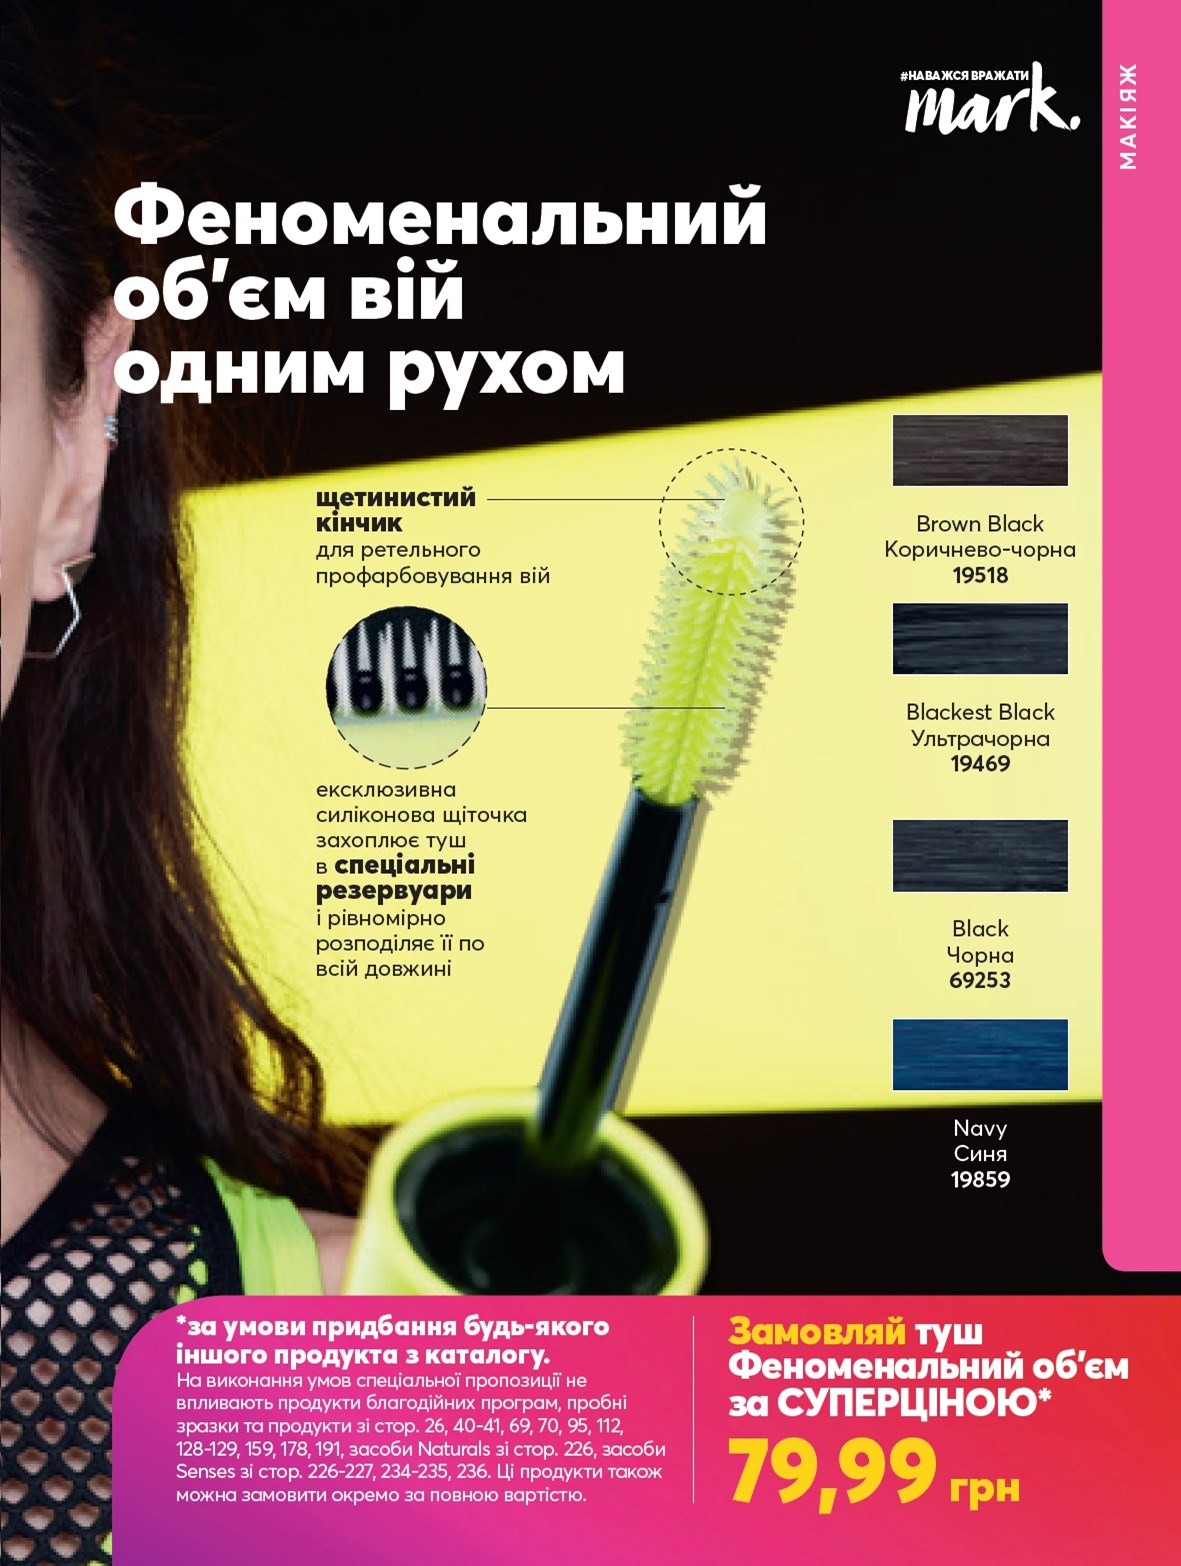 #НАВАЖСЯ ВРАЖАТИ
mark.
МАКІЯЖ
Феноменальний
об'єм вій
одним рухом
щетинистий
кінчик
для ретельного
профарбовування вій
ексклюзивна
силіконова щіточка
захоплює туш
в спеціальні
резервуари
і рівномірно
розподіляє її по
всій довжині
Brown Black
Коричнево-чорна
19518
Blackest Black
Ультрачорна
19469
Black
Чорна
69253
Navy
Синя
19859
*за умови придбання будь-якого
іншого продукта з каталогу.
На виконання умов спеціальної пропозиції не
впливають продукти благодійних програм, пробні
зразки та продукти зі стор. 26, 40-41, 69, 70, 95, 112,
128-129, 159, 178, 191, засоби Naturals зі стор. 226, засоби
Senses зі стор. 226-227, 234-235, 236. Ці продукти також
можна замовити окремо за повною вартістю.
Замовляй туш
Феноменальний об'єм
за СУПЕРЦІНОЮ*
79,99 грн